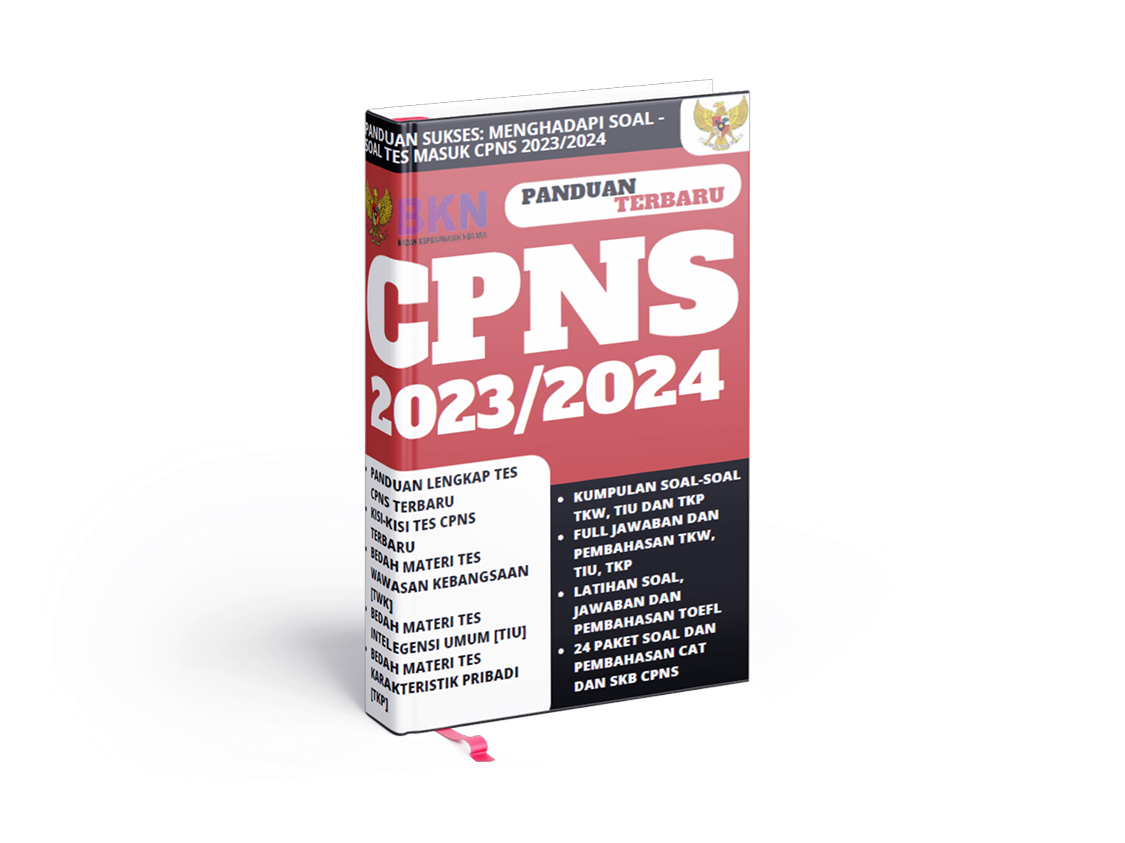 PANDUAN SUKSES: MENGHADAPI SOAL -
SOAL TES MASUK CPNS 2023/2024
BKN
BADAN KEPEGAWAIAN NEGARA
PANDUAN
TERBARU
CPNS
2023/2024
• PANDUAN LENGKAP TES
CPNS TERBARU
• KISI-KISI TES CPNS
TERBARU
• BEDAH MATERI TES
WAWASAN KEBANGSAAN
[TWK]
• BEDAH MATERI TES
INTELEGENSI UMUM [TIU]
• BEDAH MATERI TES
KARAKTERISTIK PRIBADI
[TKP]
• KUMPULAN SOAL-SOAL
TKW, TIU DAN TKP
• FULL JAWABAN DAN
PEMBAHASAN TKW,
TIU, TKP
• LATIHAN SOAL,
JAWABAN DAN
PEMBAHASAN TOEFL
• 24 PAKET SOAL DAN
PEMBAHASAN CAT
DAN SKB CPNS